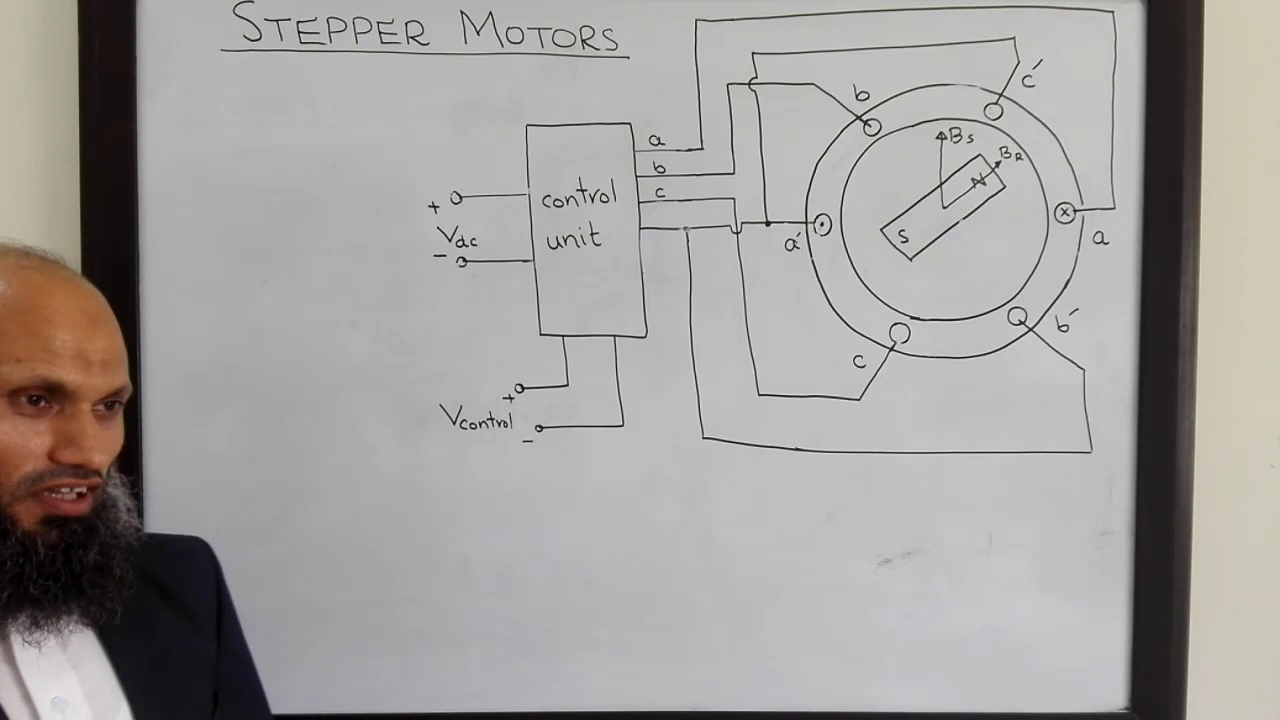 STEPPER MOTORS
a
b
c
control
unit
+
Vdc
-
+
Vcontrol
-
b
c′
Bs
BR
N
S
a′
a
b′
c